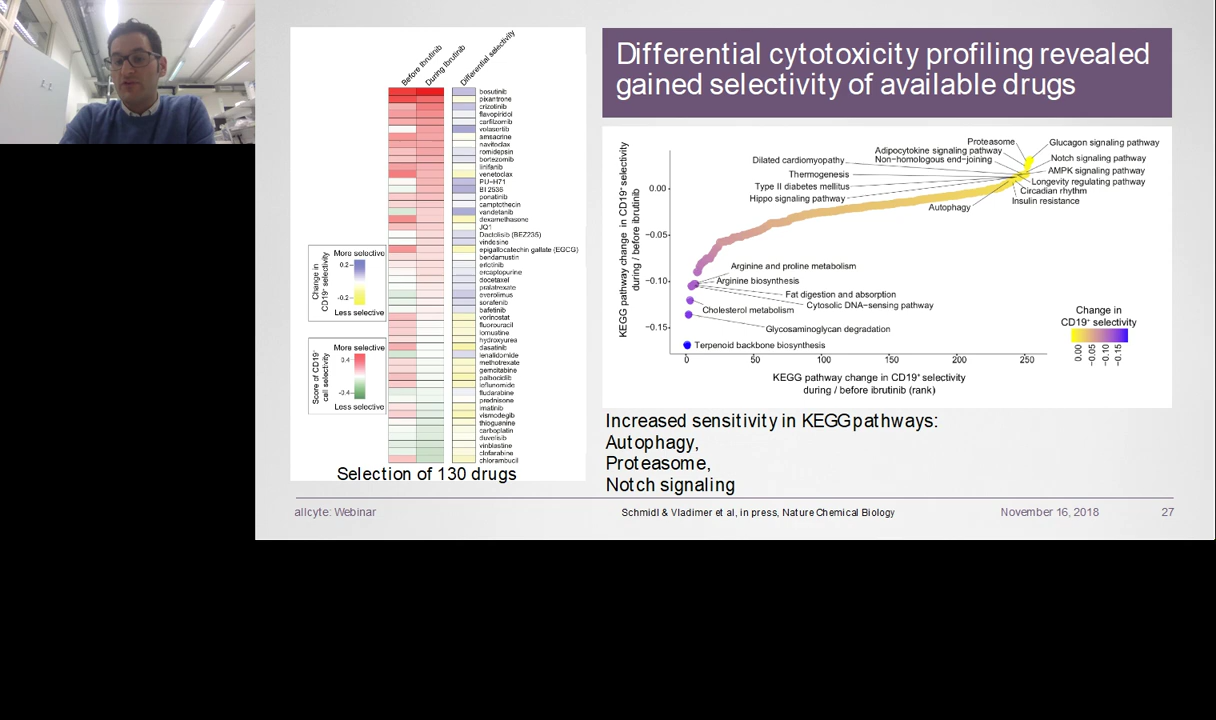 Differential cytotoxicity profiling revealed
gained selectivity of available drugs
Before Ibrutinib
During Ibrutinib
Differential selectivity
bosutinib
pixantrone
crizotinib
flavopiridol
carfilzomib
volasertib
amsacrine
navitoclax
romidepsin
bortezomib
linifanib
venetoclax
PU−H71
BI 2536
ponatinib
camptothecin
vandetanib
dexamethasone
JQ1
Dactolisib (BEZ235)
vindesine
epigallocatechin gallate (EGCG)
bendamustin
erlotinib
mercaptopurine
docetaxel
pralatrexate
everolimus
sorafenib
bafetinib
vorinostat
fluorouracil
lomustine
hydroxyurea
dasatinib
lenalidomide
methotrexate
gemcitabine
palbociclib
leflunomide
fludarabine
prednisone
imatinib
vismodegib
thioguanine
carboplatin
duvelisib
vinblastine
clofarabine
chlorambucil
Change in
CD19+ selectivity
More selective
0.2
-0.2
Less selective
Score of CD19+
cell selectivity
More selective
0.4
-0.4
Less selective
Selection of 130 drugs
KEGG pathway change in CD19+ selectivity
during / before ibrutinib
0.00
−0.05
−0.10
−0.15
Proteasome
Adipocytokine signaling pathway
Non−homologous end−joining
Dilated cardiomyopathy
Thermogenesis
Type II diabetes mellitus
Hippo signaling pathway
Autophagy
Glucagon signaling pathway
Notch signaling pathway
AMPK signaling pathway
Longevity regulating pathway
Circadian rhythm
Insulin resistance
Arginine and proline metabolism
Arginine biosynthesis
Fat digestion and absorption
Cytosolic DNA−sensing pathway
Cholesterol metabolism
Glycosaminoglycan degradation
Terpenoid backbone biosynthesis
Change in
CD19+ selectivity
0.00
−0.05
−0.10
−0.15
0 50 100 150 200 250
KEGG pathway change in CD19+ selectivity
during / before ibrutinib (rank)
Increased sensitivity in KEGG pathways:
Autophagy,
Proteasome,
Notch signaling
allcyte: Webinar
Schmidl & Vladimer et al, in press, Nature Chemical Biology
November 16, 2018
27